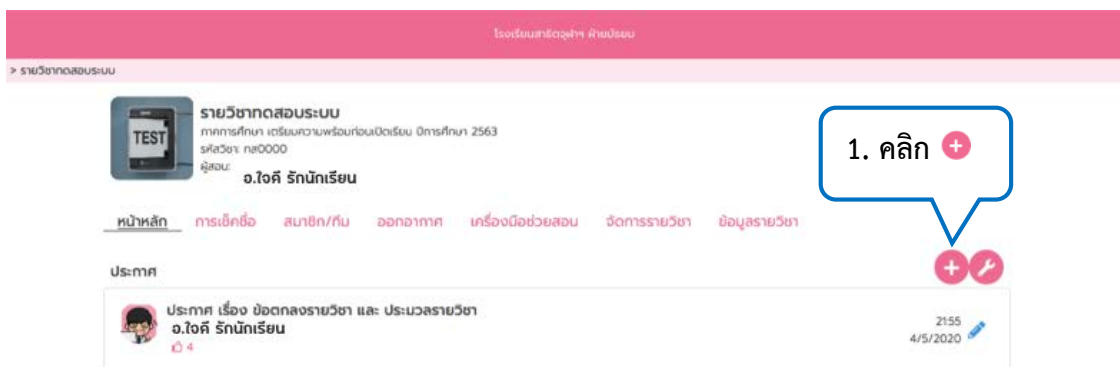 โรงเรียนสาธิตจุฬาฯ ฝ่ายมัธยม
> รายวิชาทดสอบระบบ
TEST
รายวิชาทดสอบระบบ
ภาคการศึกษา เตรียมความพร้อมก่อนเปิดเรียน ปีการศึกษา 2563
รหัสวิชา: ทส0000
ผู้สอน:
อ.ใจดี รักนักเรียน
1. คลิก +
หน้าหลัก การเช็คชื่อ สมาชิก/ทีม ออกอากาศ เครื่องมือช่วยสอน จัดการรายวิชา ข้อมูลรายวิชา
ประกาศ
ประกาศ เรื่อง ข้อตกลงรายวิชา และ ประมวลรายวิชา
อ.ใจดี รักนักเรียน
4
21:55
4/5/2020